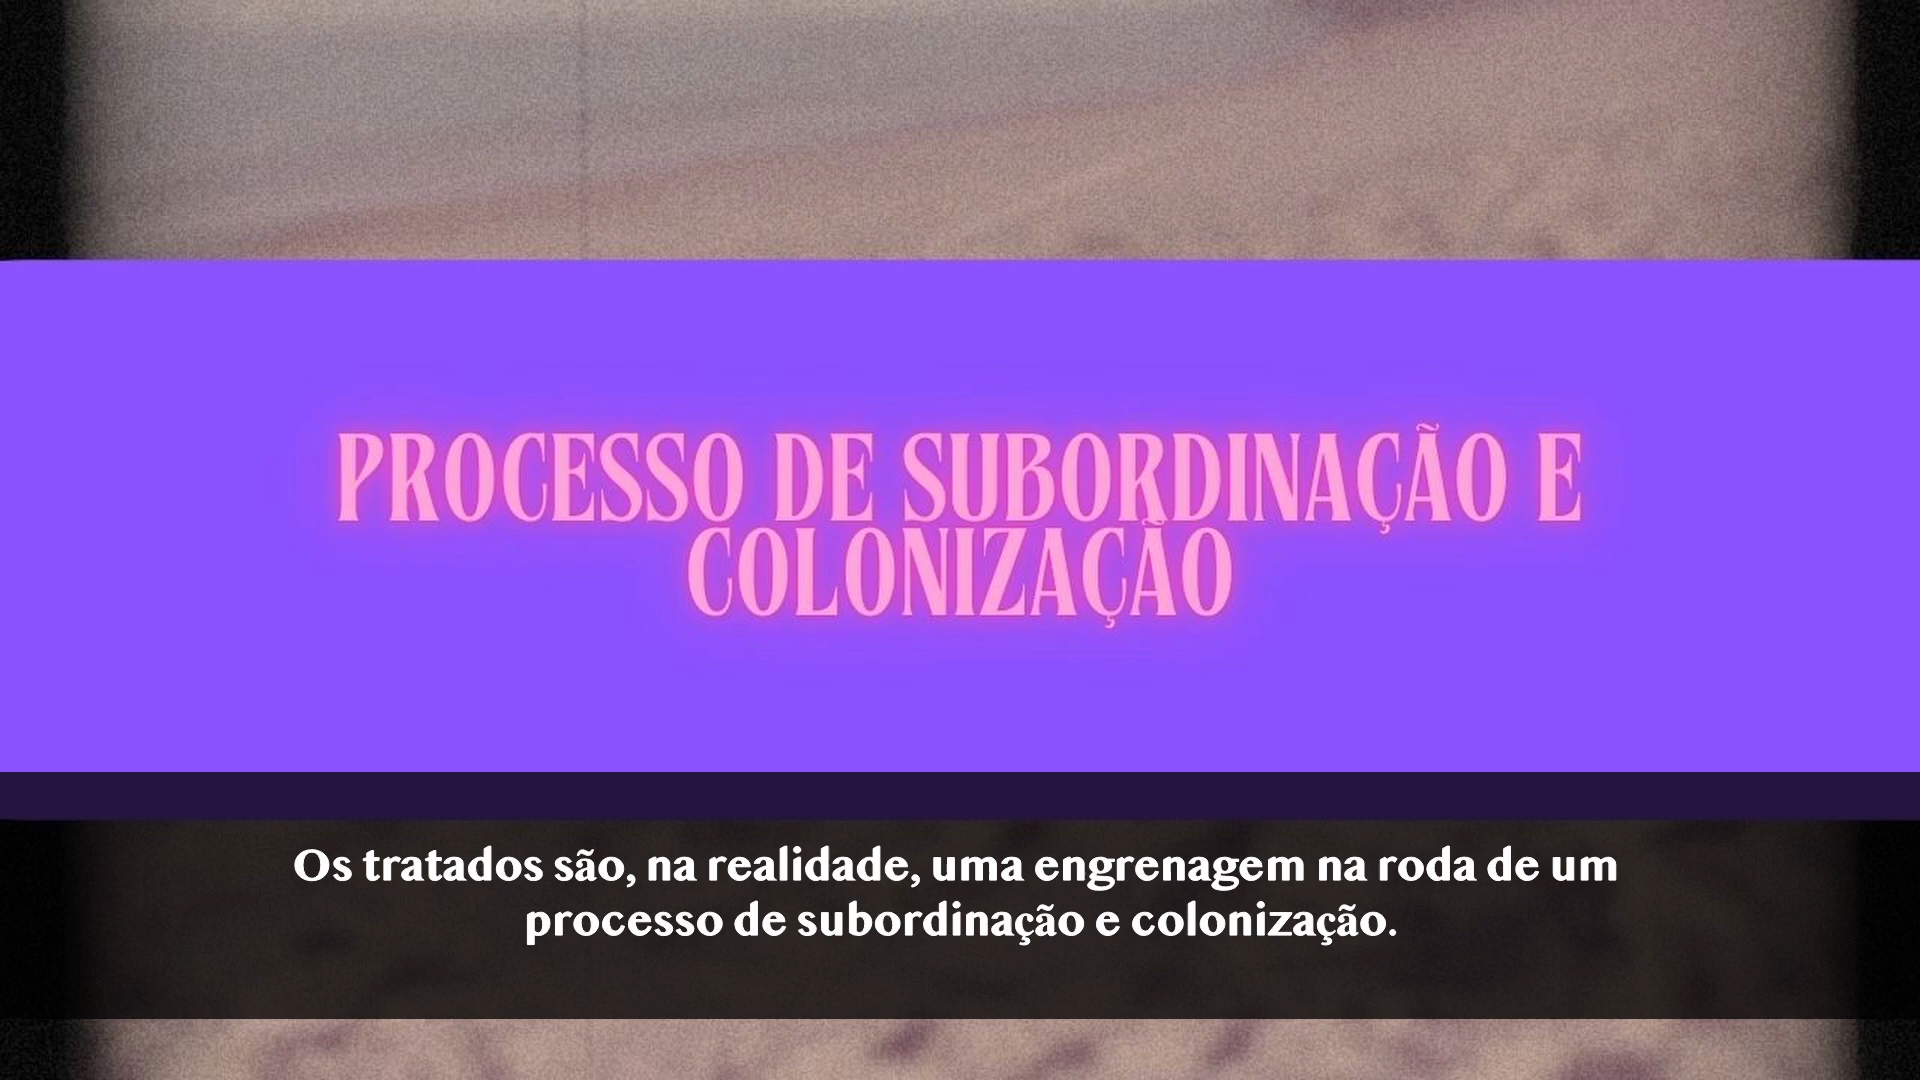 PROCESSO DE SUBORDINAÇÃO E
COLONIZAÇÃO
Os tratados são, na realidade, uma engrenagem na roda de um
processo de subordinação e colonização.